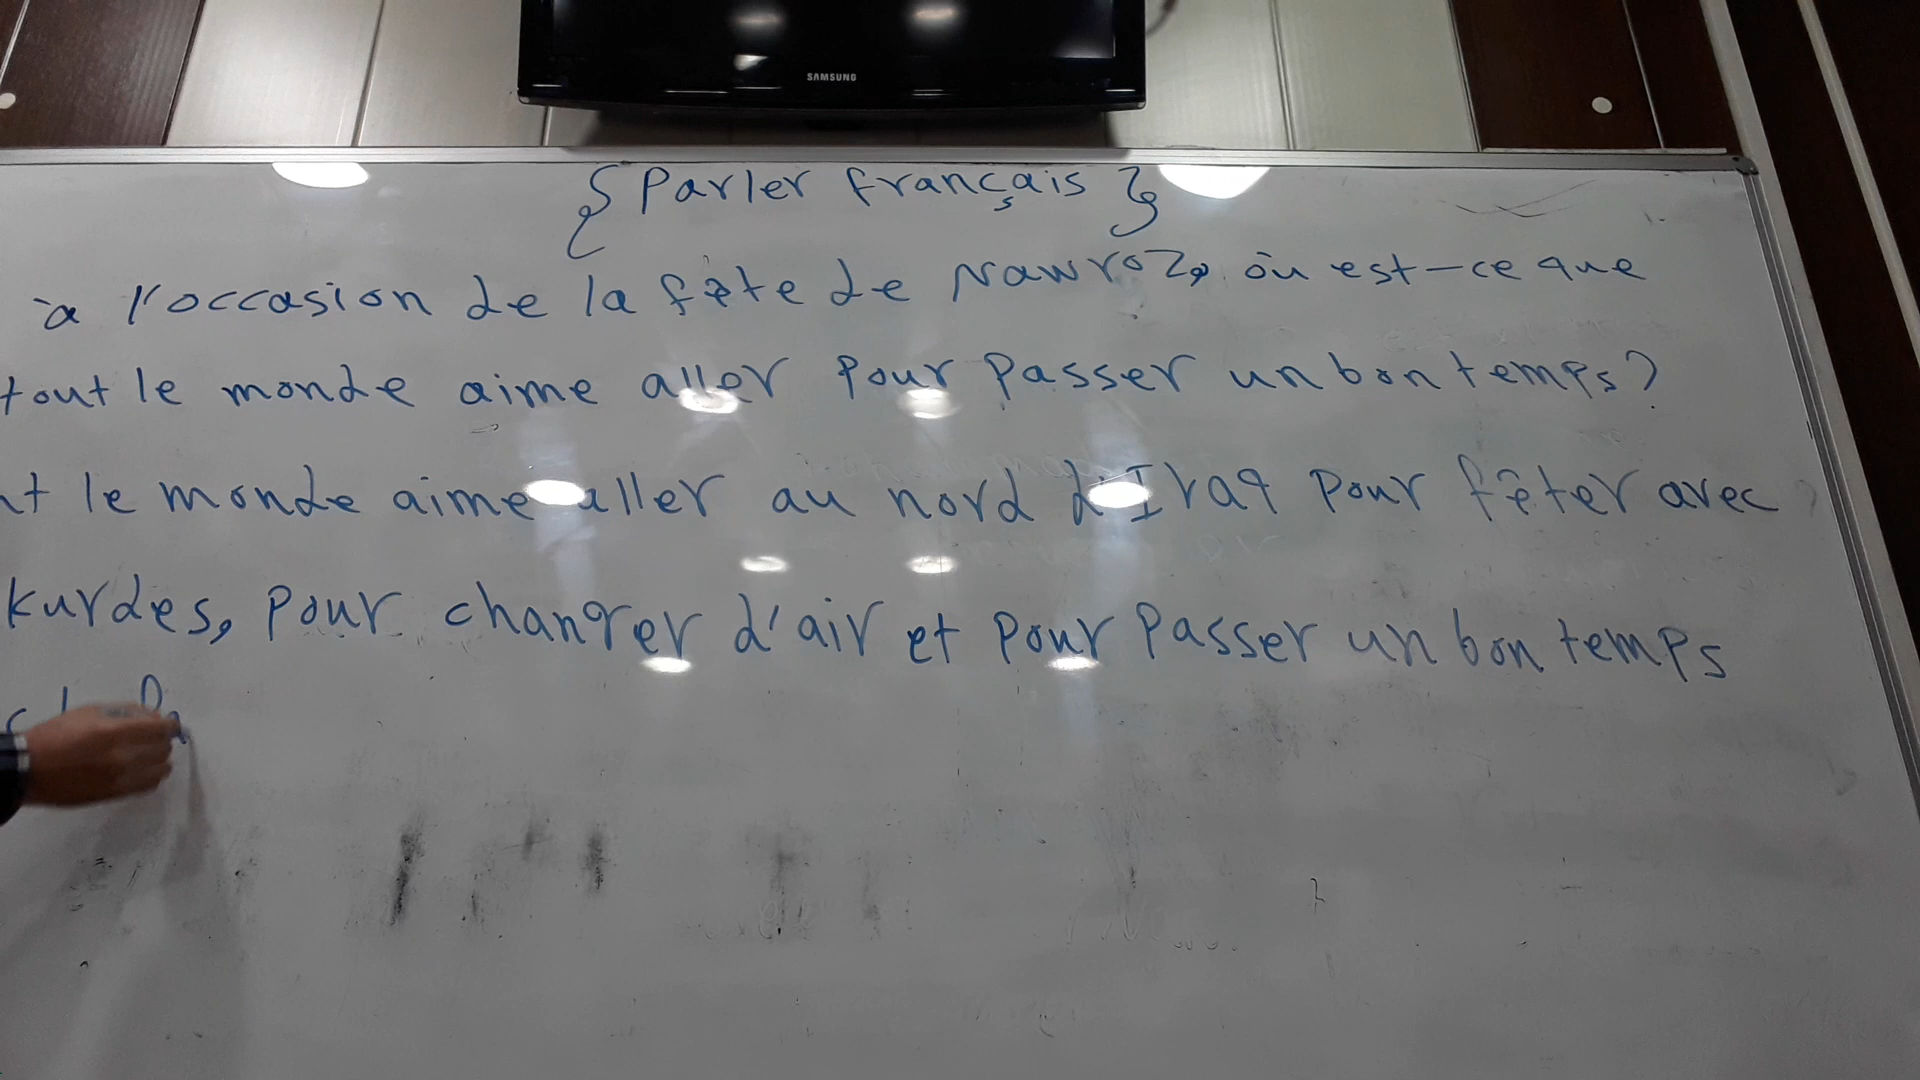 SAMSUNG
{Parler français}
à l'occasion de la fête de Nawroz, où est-ce que
tout le monde aime aller pour passer un bon temps?
le monde aime aller au nord d'Iraq pour fêter avec
kurdes, pour changer d'air et pour passer un bon temps